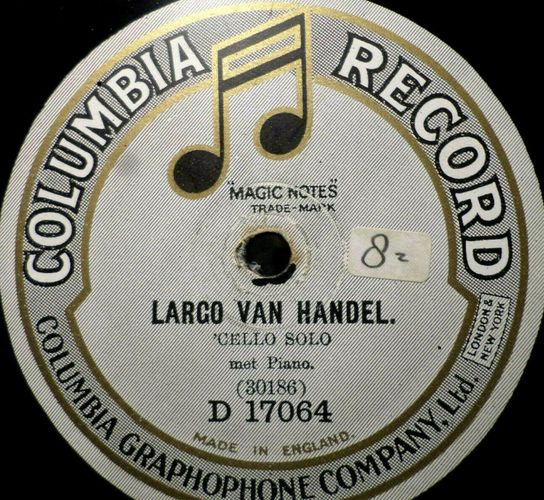 COLUMBIA RECORD
"MAGIC NOTES"
TRADE-MARK
8=
LARGO VAN HANDEL.
'CELLO SOLO
met Piano.
(30186)
D 17064
MADE IN ENGLAND.
LONDON &
NEW YORK
COLUMBIA GRAPHOPHONE COMPANY, Ltd.